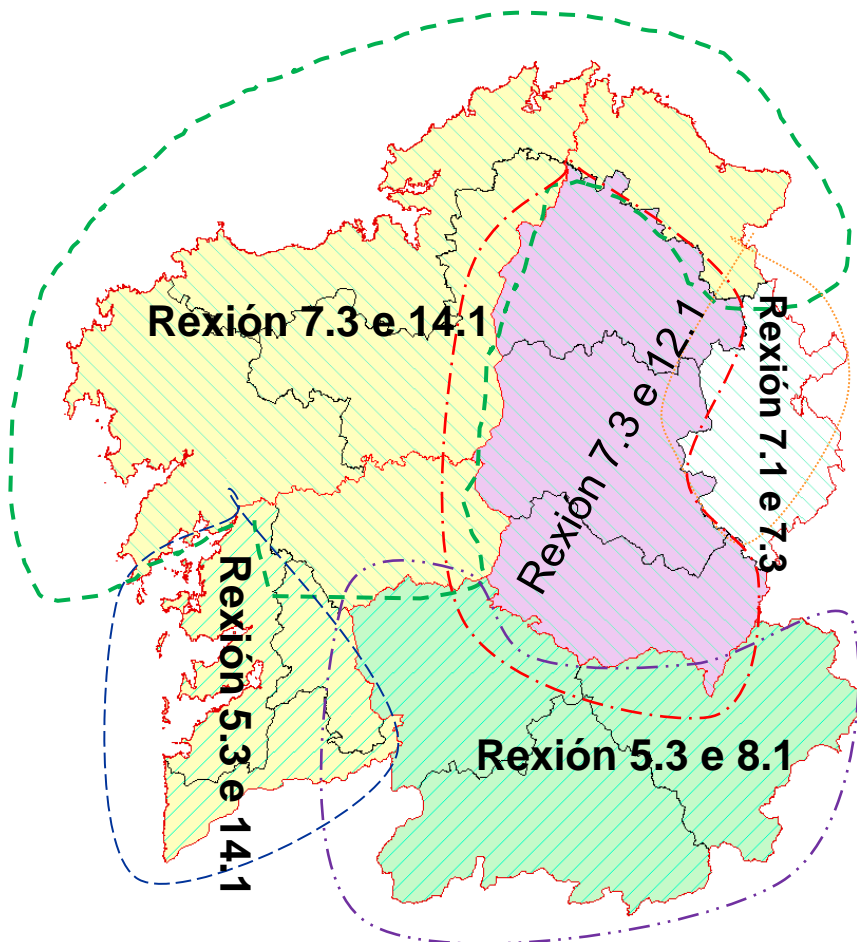 Rexión 7.3 e 14.1
Rexión 7.3 e 12.1
Rexión 7.1 e 7.3
Rexión 5.3 e 14.1
Rexión 5.3 e 8.1